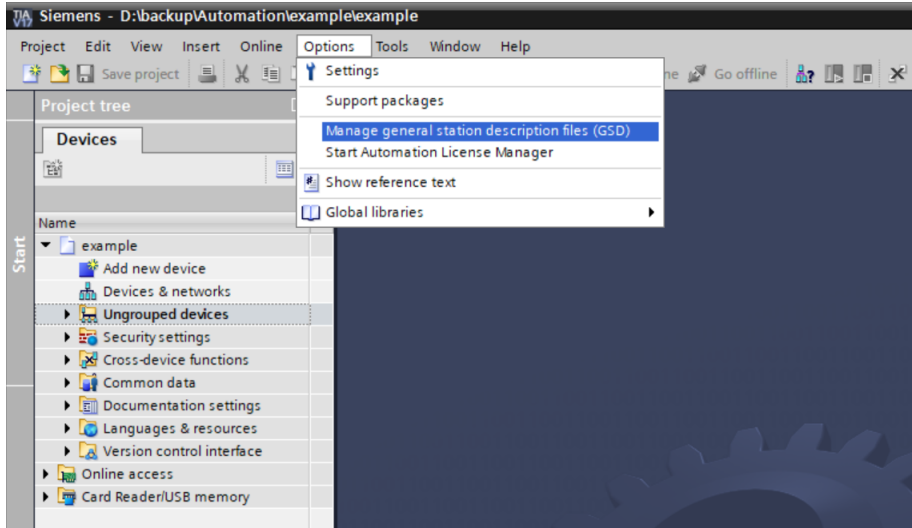 Siemens - D:\backup\Automation\example\example
Project Edit View Insert Online Options Tools Window Help
Save project
Go offline
Settings
Support packages
Manage general station description files (GSD)
Start Automation License Manager
Show reference text
Global libraries
Start
Project tree
Devices
Name
example
Add new device
Devices & networks
Ungrouped devices
Security settings
Cross-device functions
Common data
Documentation settings
Languages & resources
Version control interface
Online access
Card Reader/USB memory